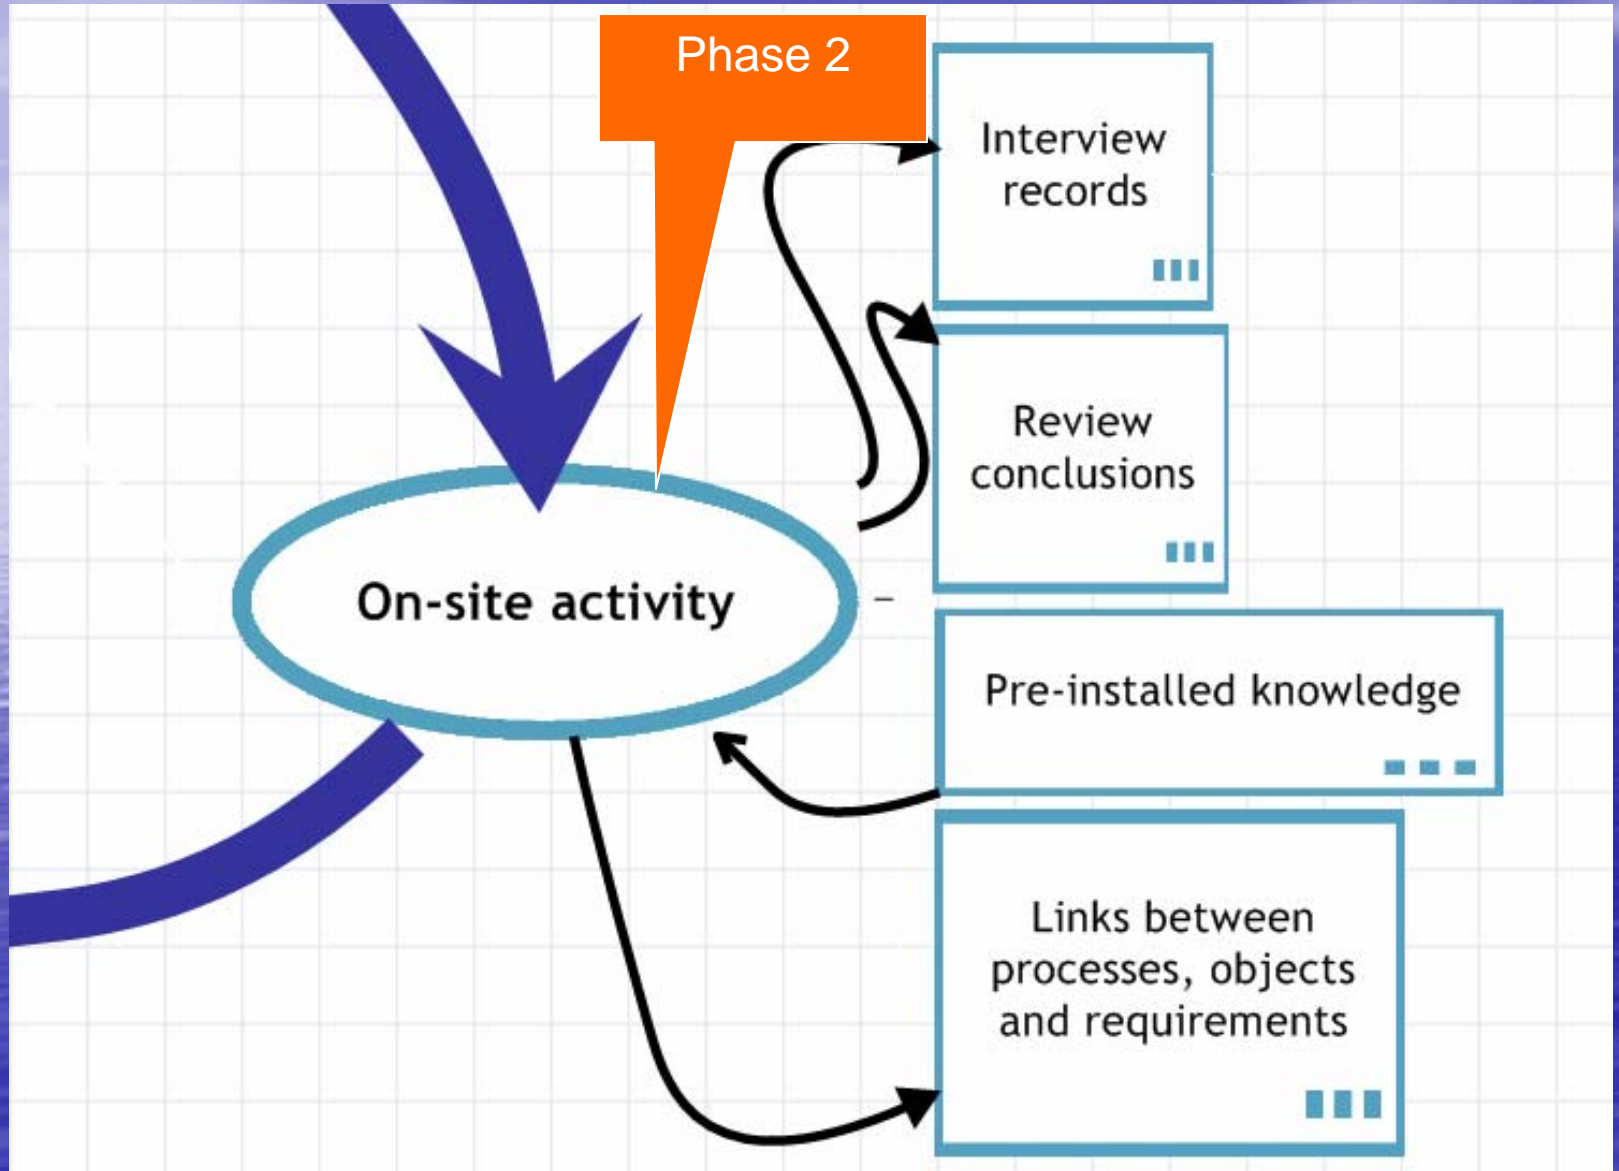 Phase 2
Interview
records
Review
conclusions
On-site activity
Pre-installed knowledge
Links between
processes, objects
and requirements